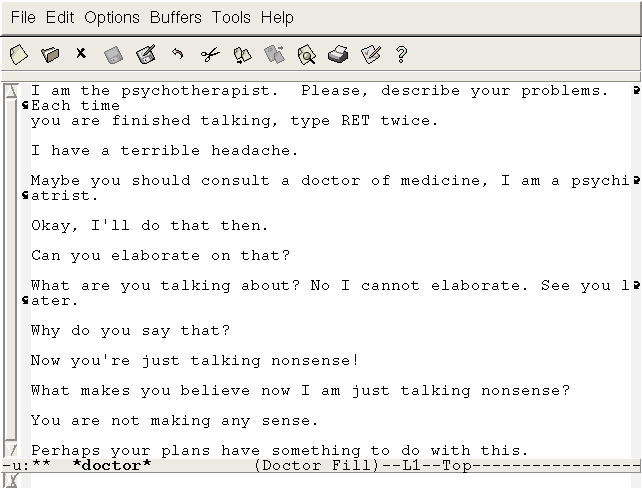 File Edit Options Buffers Tools Help
I am the psychotherapist.  Please, describe your problems.
Each time
you are finished talking, type RET twice.
I have a terrible headache.
Maybe you should consult a doctor of medicine, I am a psychi
atrist.
Okay, I'll do that then.
Can you elaborate on that?
What are you talking about? No I cannot elaborate. See you l
ater.
Why do you say that?
Now you're just talking nonsense!
What makes you believe now I am just talking nonsense?
You are not making any sense.
Perhaps your plans have something to do with this.
-u:**  *doctor*          (Doctor Fill)--L1--Top-----------------